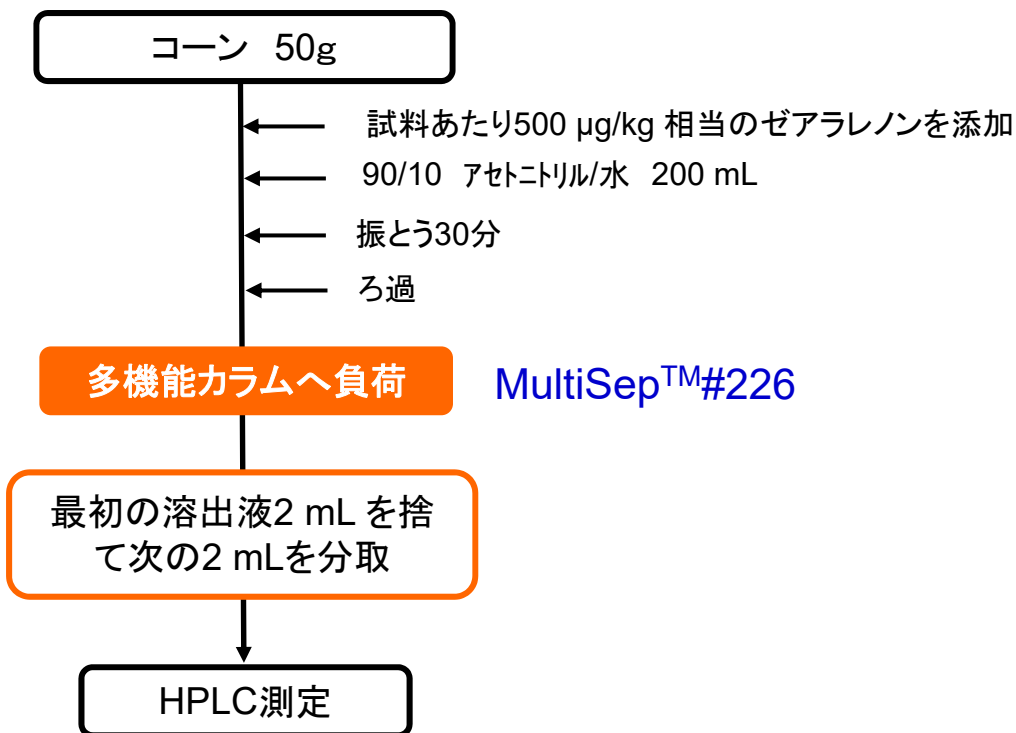 コーン 50g
試料あたり500 µg/kg 相当のゼアラレノンを添加
90/10 アセトニトリル/水 200 mL
振とう30分
ろ過
多機能カラムへ負荷
MultiSepTM#226
最初の溶出液2 mL を捨
て次の2 mLを分取
HPLC測定